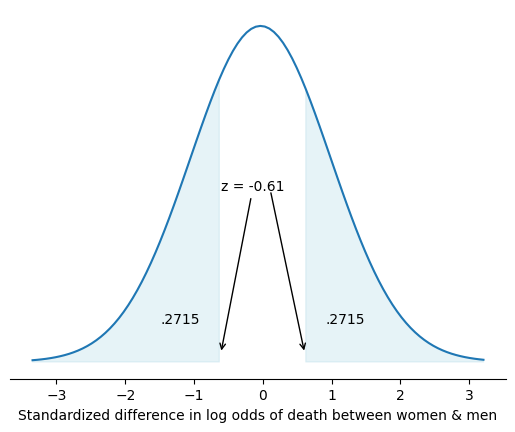 z = -0.61
.2715 .2715
−3 −2 −1 0 1 2 3
Standardized difference in log odds of death between women & men